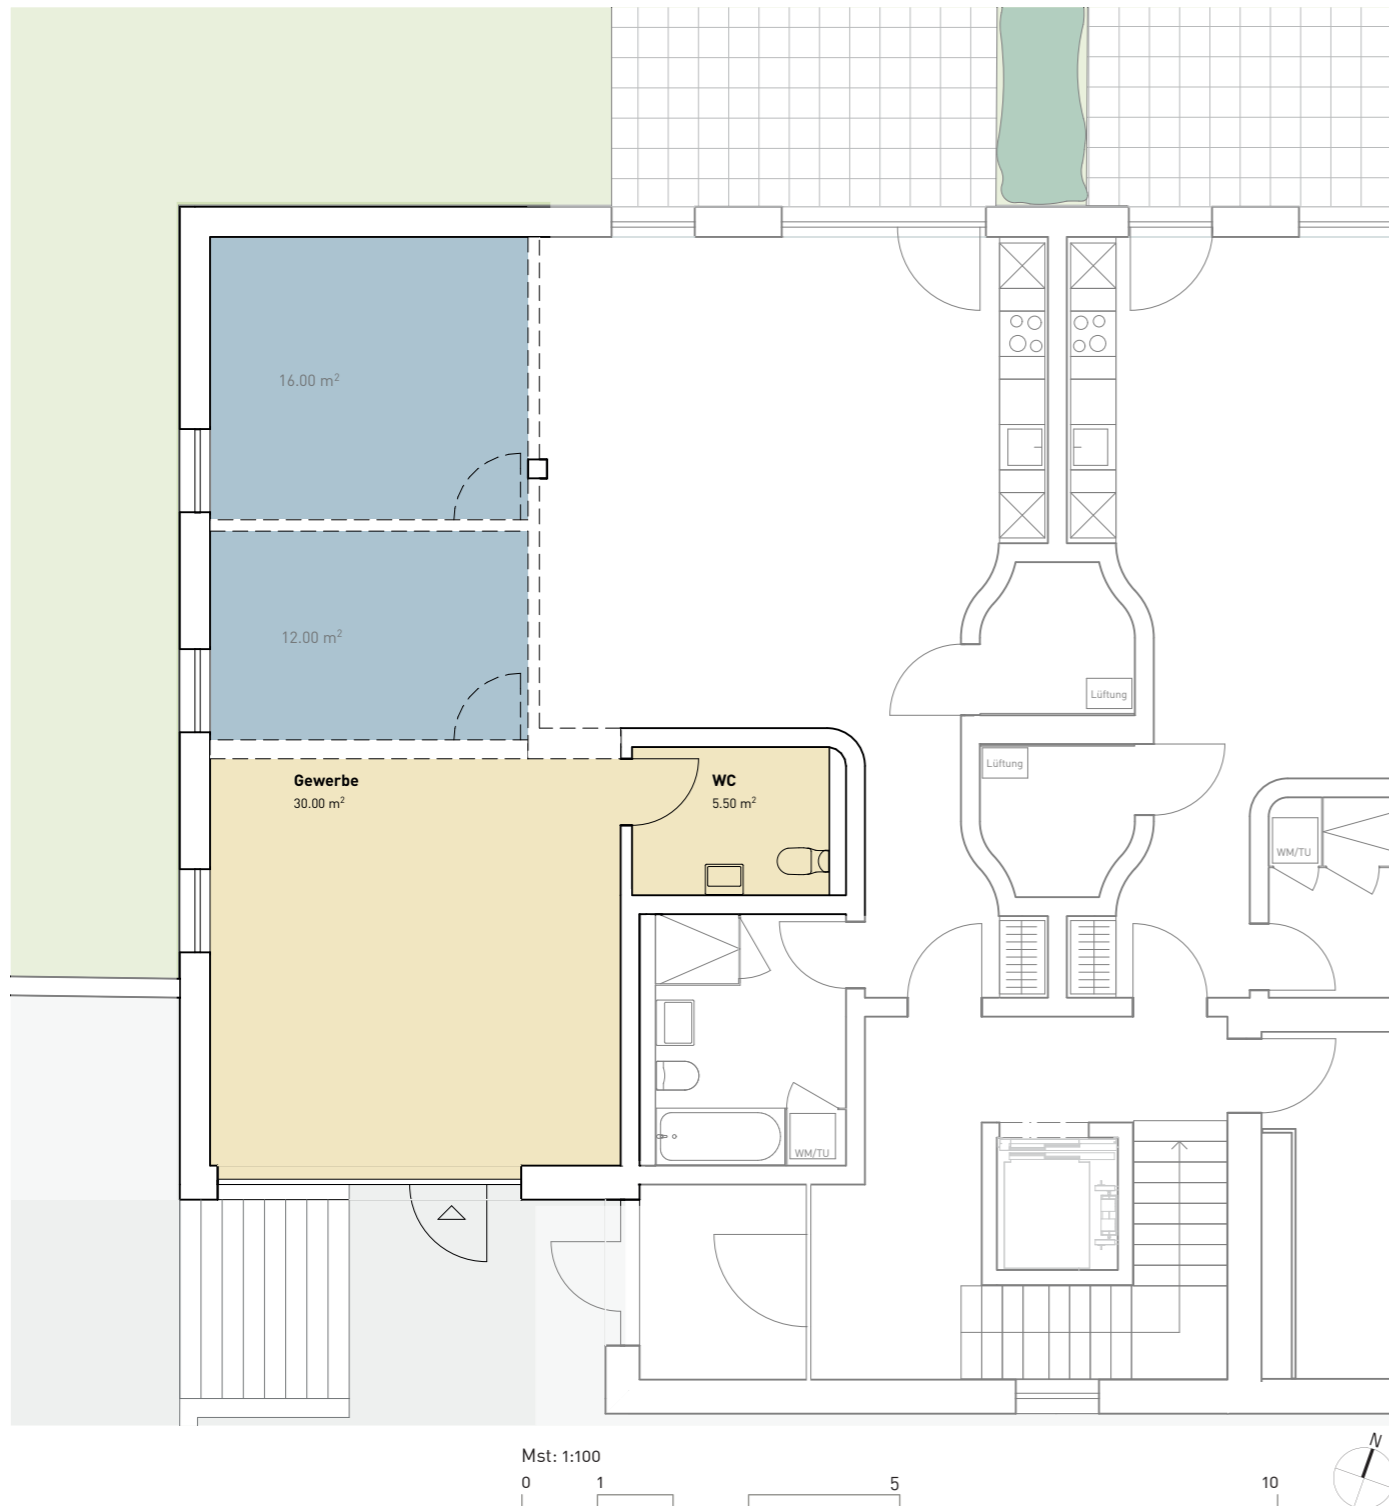 16.00 m²
12.00 m²
Lüftung
Lüftung
Gewerbe
30.00 m²
WC
5.50 m²
WM/TU
WM/TU
Mst: 1:100
0 1 5 10
N